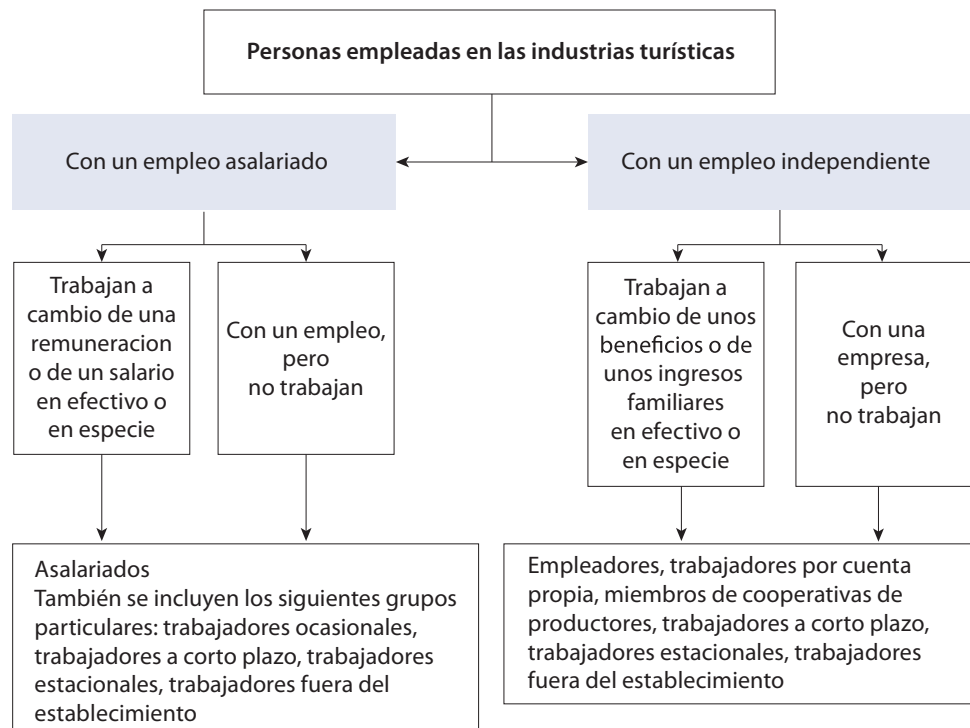 Personas empleadas en las industrias turísticas
Con un empleo asalariado
Con un empleo independiente
Trabajan a
cambio de una
remuneracion
o de un salario
en efectivo o
en especie
Con un empleo,
pero
no trabajan
Trabajan a
cambio de unos
beneficios o de
unos ingresos
familiares
en efectivo o
en especie
Con una
empresa,
pero
no trabajan
Asalariados
También se incluyen los siguientes grupos
particulares: trabajadores ocasionales,
trabajadores a corto plazo, trabajadores
estacionales, trabajadores fuera del
establecimiento
Empleadores, trabajadores por cuenta
propia, miembros de cooperativas de
productores, trabajadores a corto plazo,
trabajadores estacionales, trabajadores
fuera del establecimiento